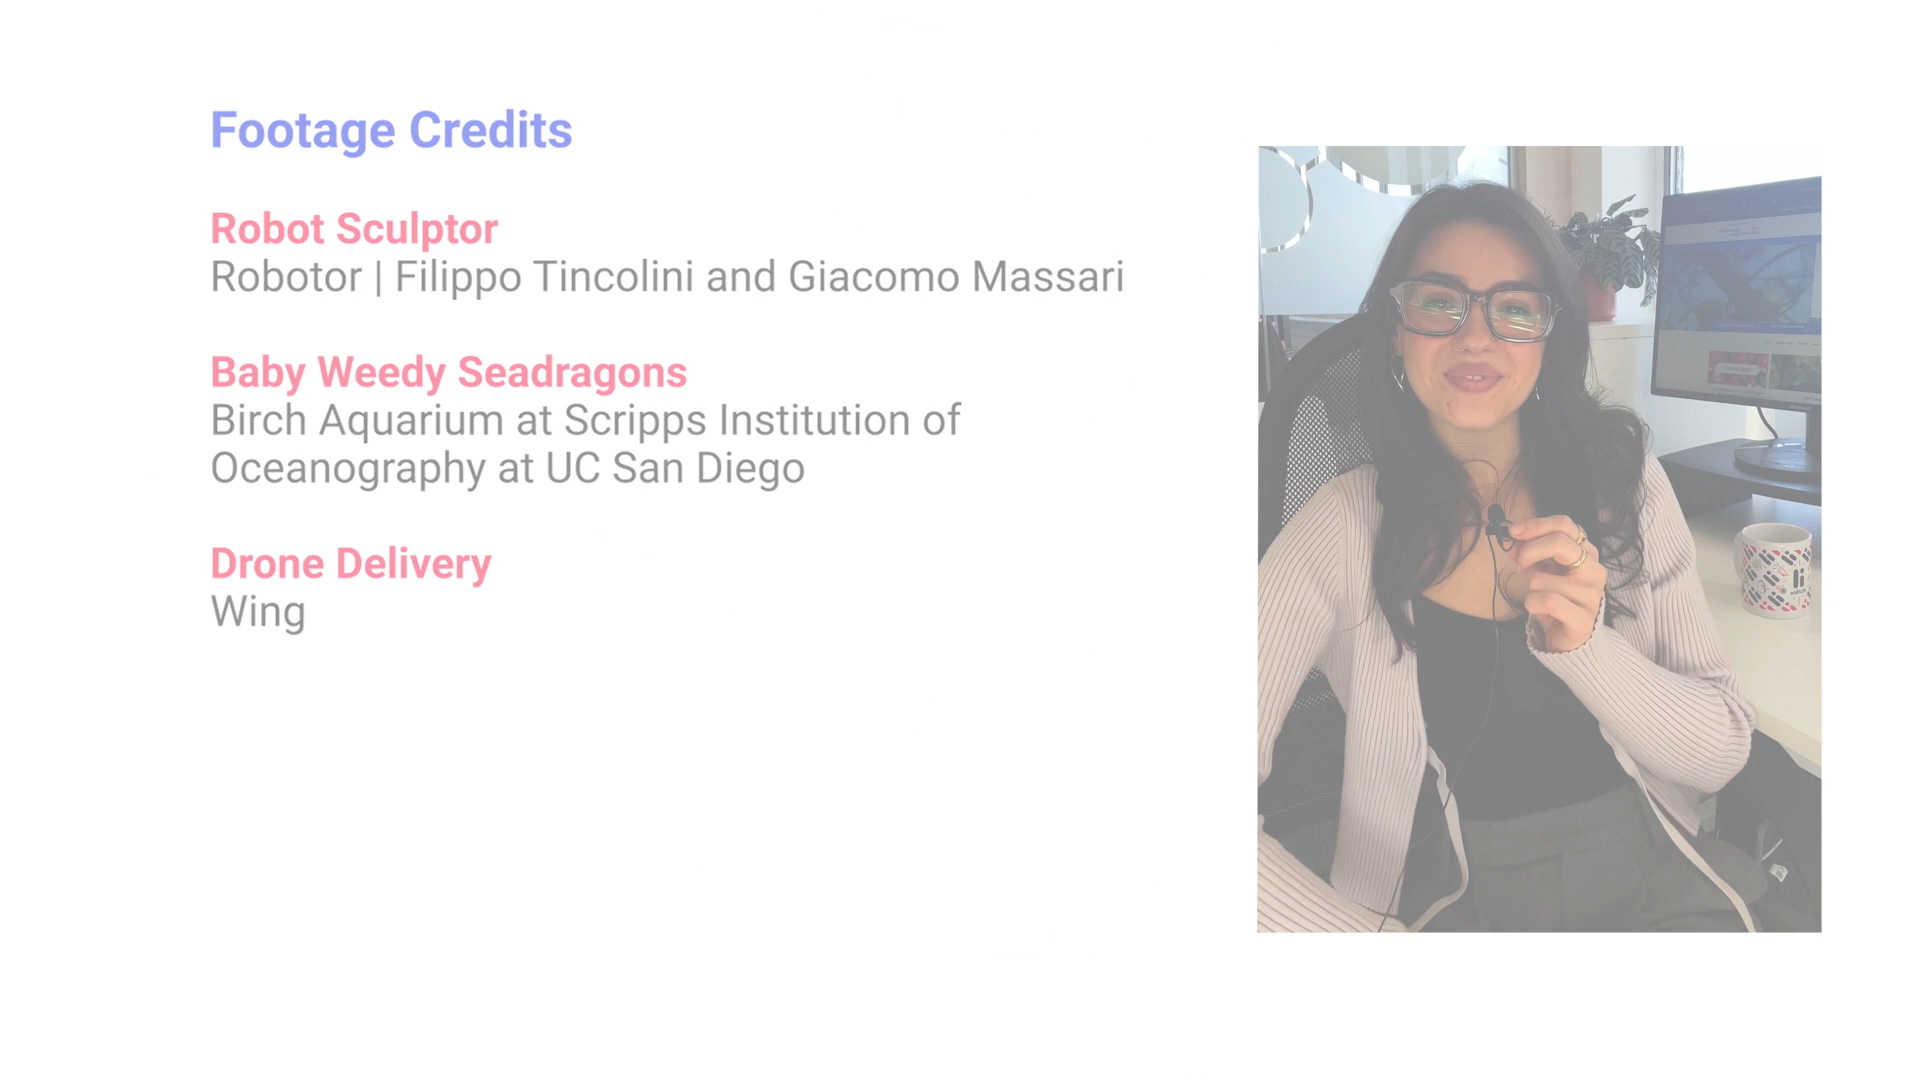 Footage Credits
Robot Sculptor
Robotor | Filippo Tincolini and Giacomo Massari
Baby Weedy Seadragons
Birch Aquarium at Scripps Institution of
Oceanography at UC San Diego
Drone Delivery
Wing